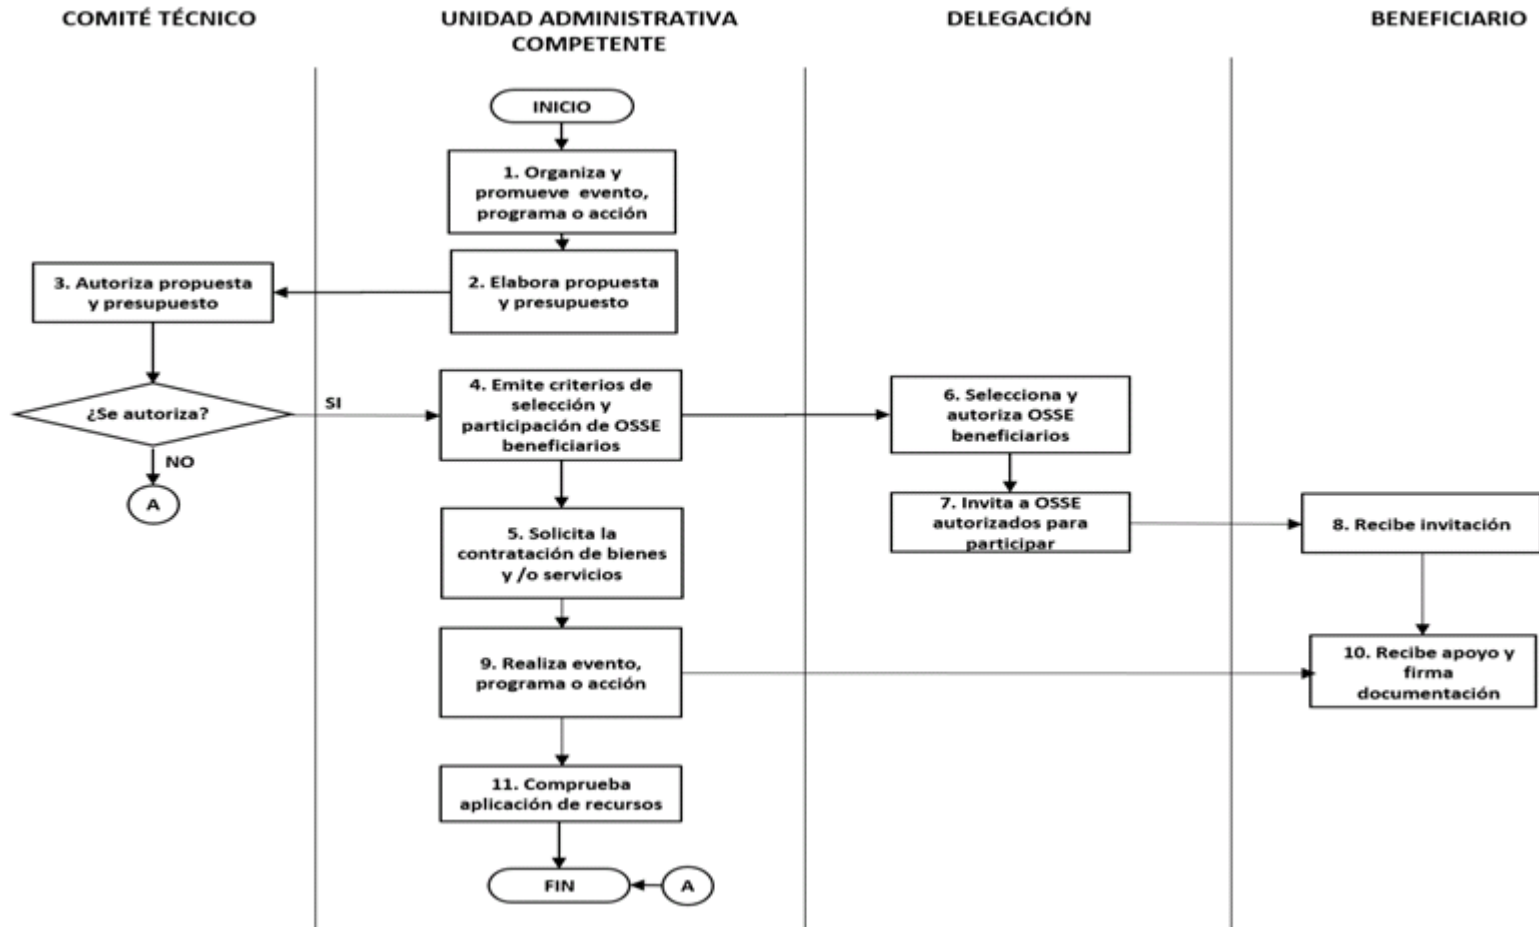 COMITÉ TÉCNICO
UNIDAD ADMINISTRATIVA
COMPETENTE
DELEGACIÓN
BENEFICIARIO
INICIO
1. Organiza y
promueve evento,
programa o acción
2. Elabora propuesta
y presupuesto
3. Autoriza propuesta
y presupuesto
¿Se autoriza?
SI
NO
A
4. Emite criterios de
selección y
participación de OSSE
beneficiarios
5. Solicita la
contratación de bienes
y /o servicios
6. Selecciona y
autoriza OSSE
beneficiarios
7. Invita a OSSE
autorizados para
participar
8. Recibe invitación
9. Realiza evento,
programa o acción
10. Recibe apoyo y
firma
documentación
11. Comprueba
aplicación de recursos
FIN
A